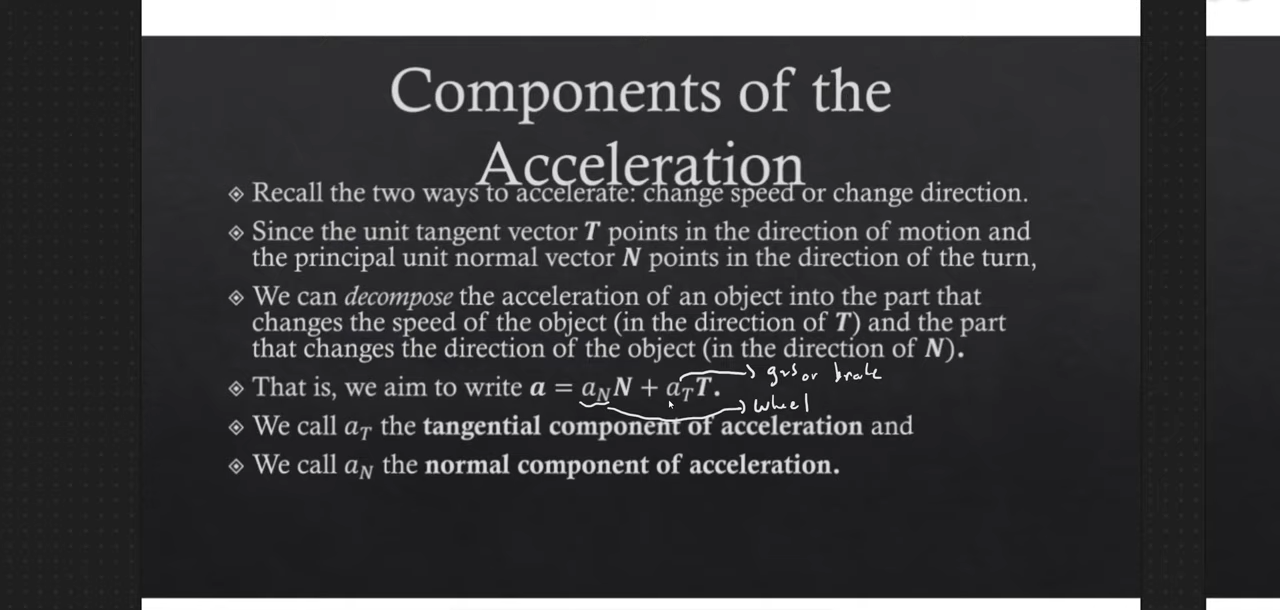 Components of the
Acceleration
❖ Recall the two ways to accelerate: change speed or change direction.
❖ Since the unit tangent vector T points in the direction of motion and
the principal unit normal vector N points in the direction of the turn,
❖ We can decompose the acceleration of an object into the part that
changes the speed of the object (in the direction of T) and the part
that changes the direction of the object (in the direction of N).
gas or brake
❖ That is, we aim to write a = a_N N + a_T T.
wheel
❖ We call a_T the tangential component of acceleration and
❖ We call a_N the normal component of acceleration.